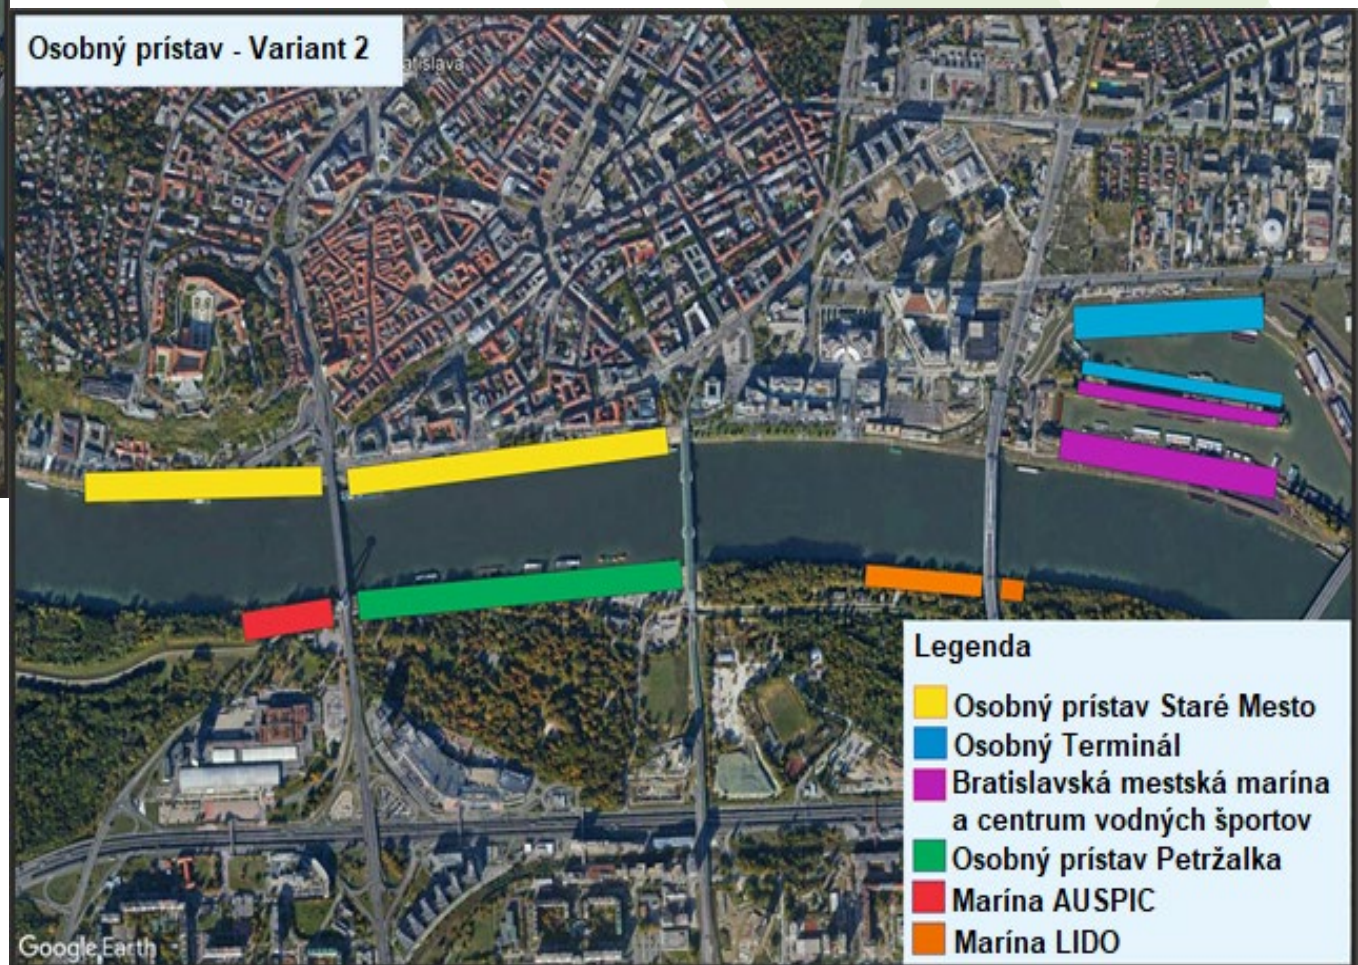 Osobný prístav - Variant 2
atislava
Legenda
Osobný prístav Staré Mesto
Osobný Terminál
Bratislavská mestská marína
a centrum vodných športov
Osobný prístav Petržalka
Marína AUSPIC
Marína LIDO
Google Earth